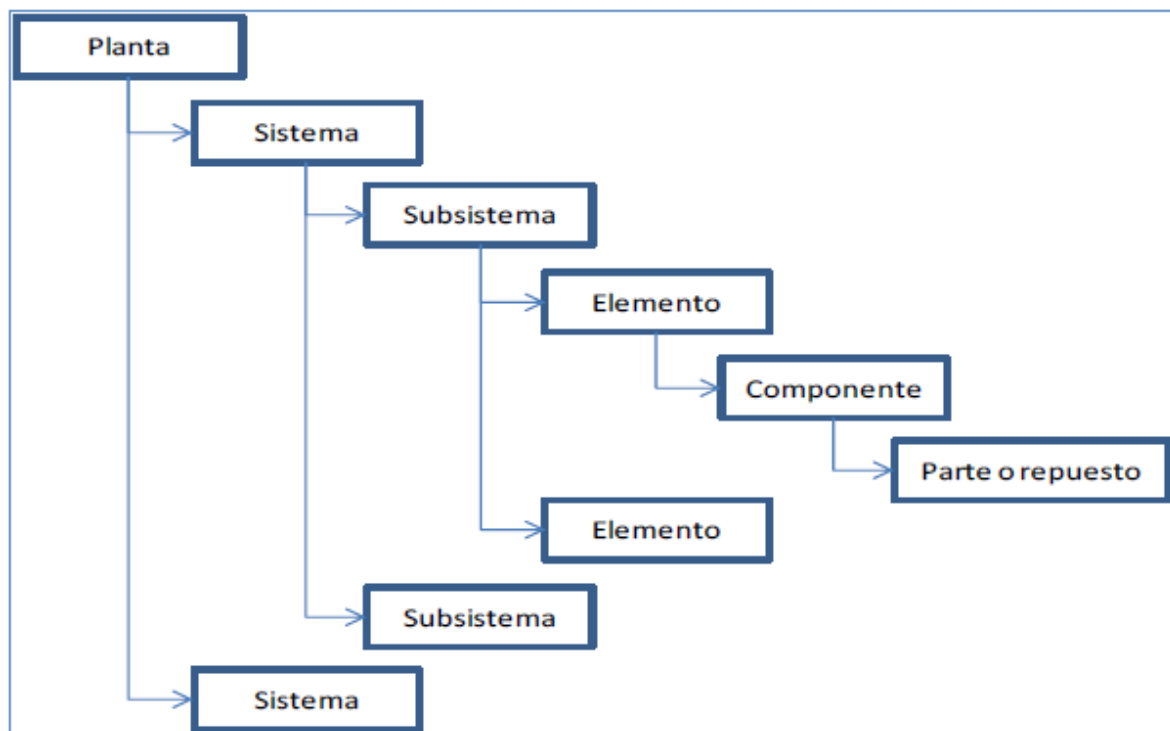 Planta
Sistema
Subsistema
Elemento
Componente
Parte o repuesto
Elemento
Subsistema
Sistema